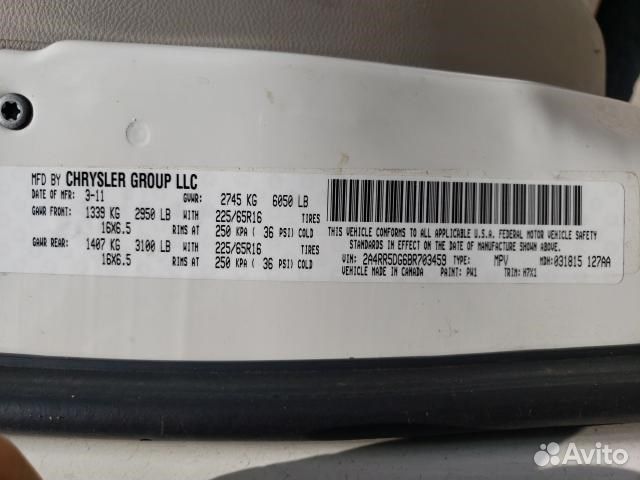 MFD BY CHRYSLER GROUP LLC
DATE OF MFR: 3-11 GVWR: 2745 KG 6050 LB
GAWR FRONT: 1339 KG 2950 LB WITH 225/65R16 TIRES
16X6.5 RIMS AT 250 KPA ( 36 PSI) COLD
GAWR REAR: 1407 KG 3100 LB WITH 225/65R16 TIRES
16X6.5 RIMS AT 250 KPA ( 36 PSI) COLD
THIS VEHICLE CONFORMS TO ALL APPLICABLE U.S.A. FEDERAL MOTOR VEHICLE SAFETY, BUMPER AND
THEFT PREVENTION STANDARDS IN EFFECT ON THE DATE OF MANUFACTURE SHOWN ABOVE.
VIN: 2A4RR5DG6BR703459 TYPE: MPV MDH: 031815 127AA
VEHICLE MADE IN CANADA PAINT: PW1 TRIM: H7X1
Avito